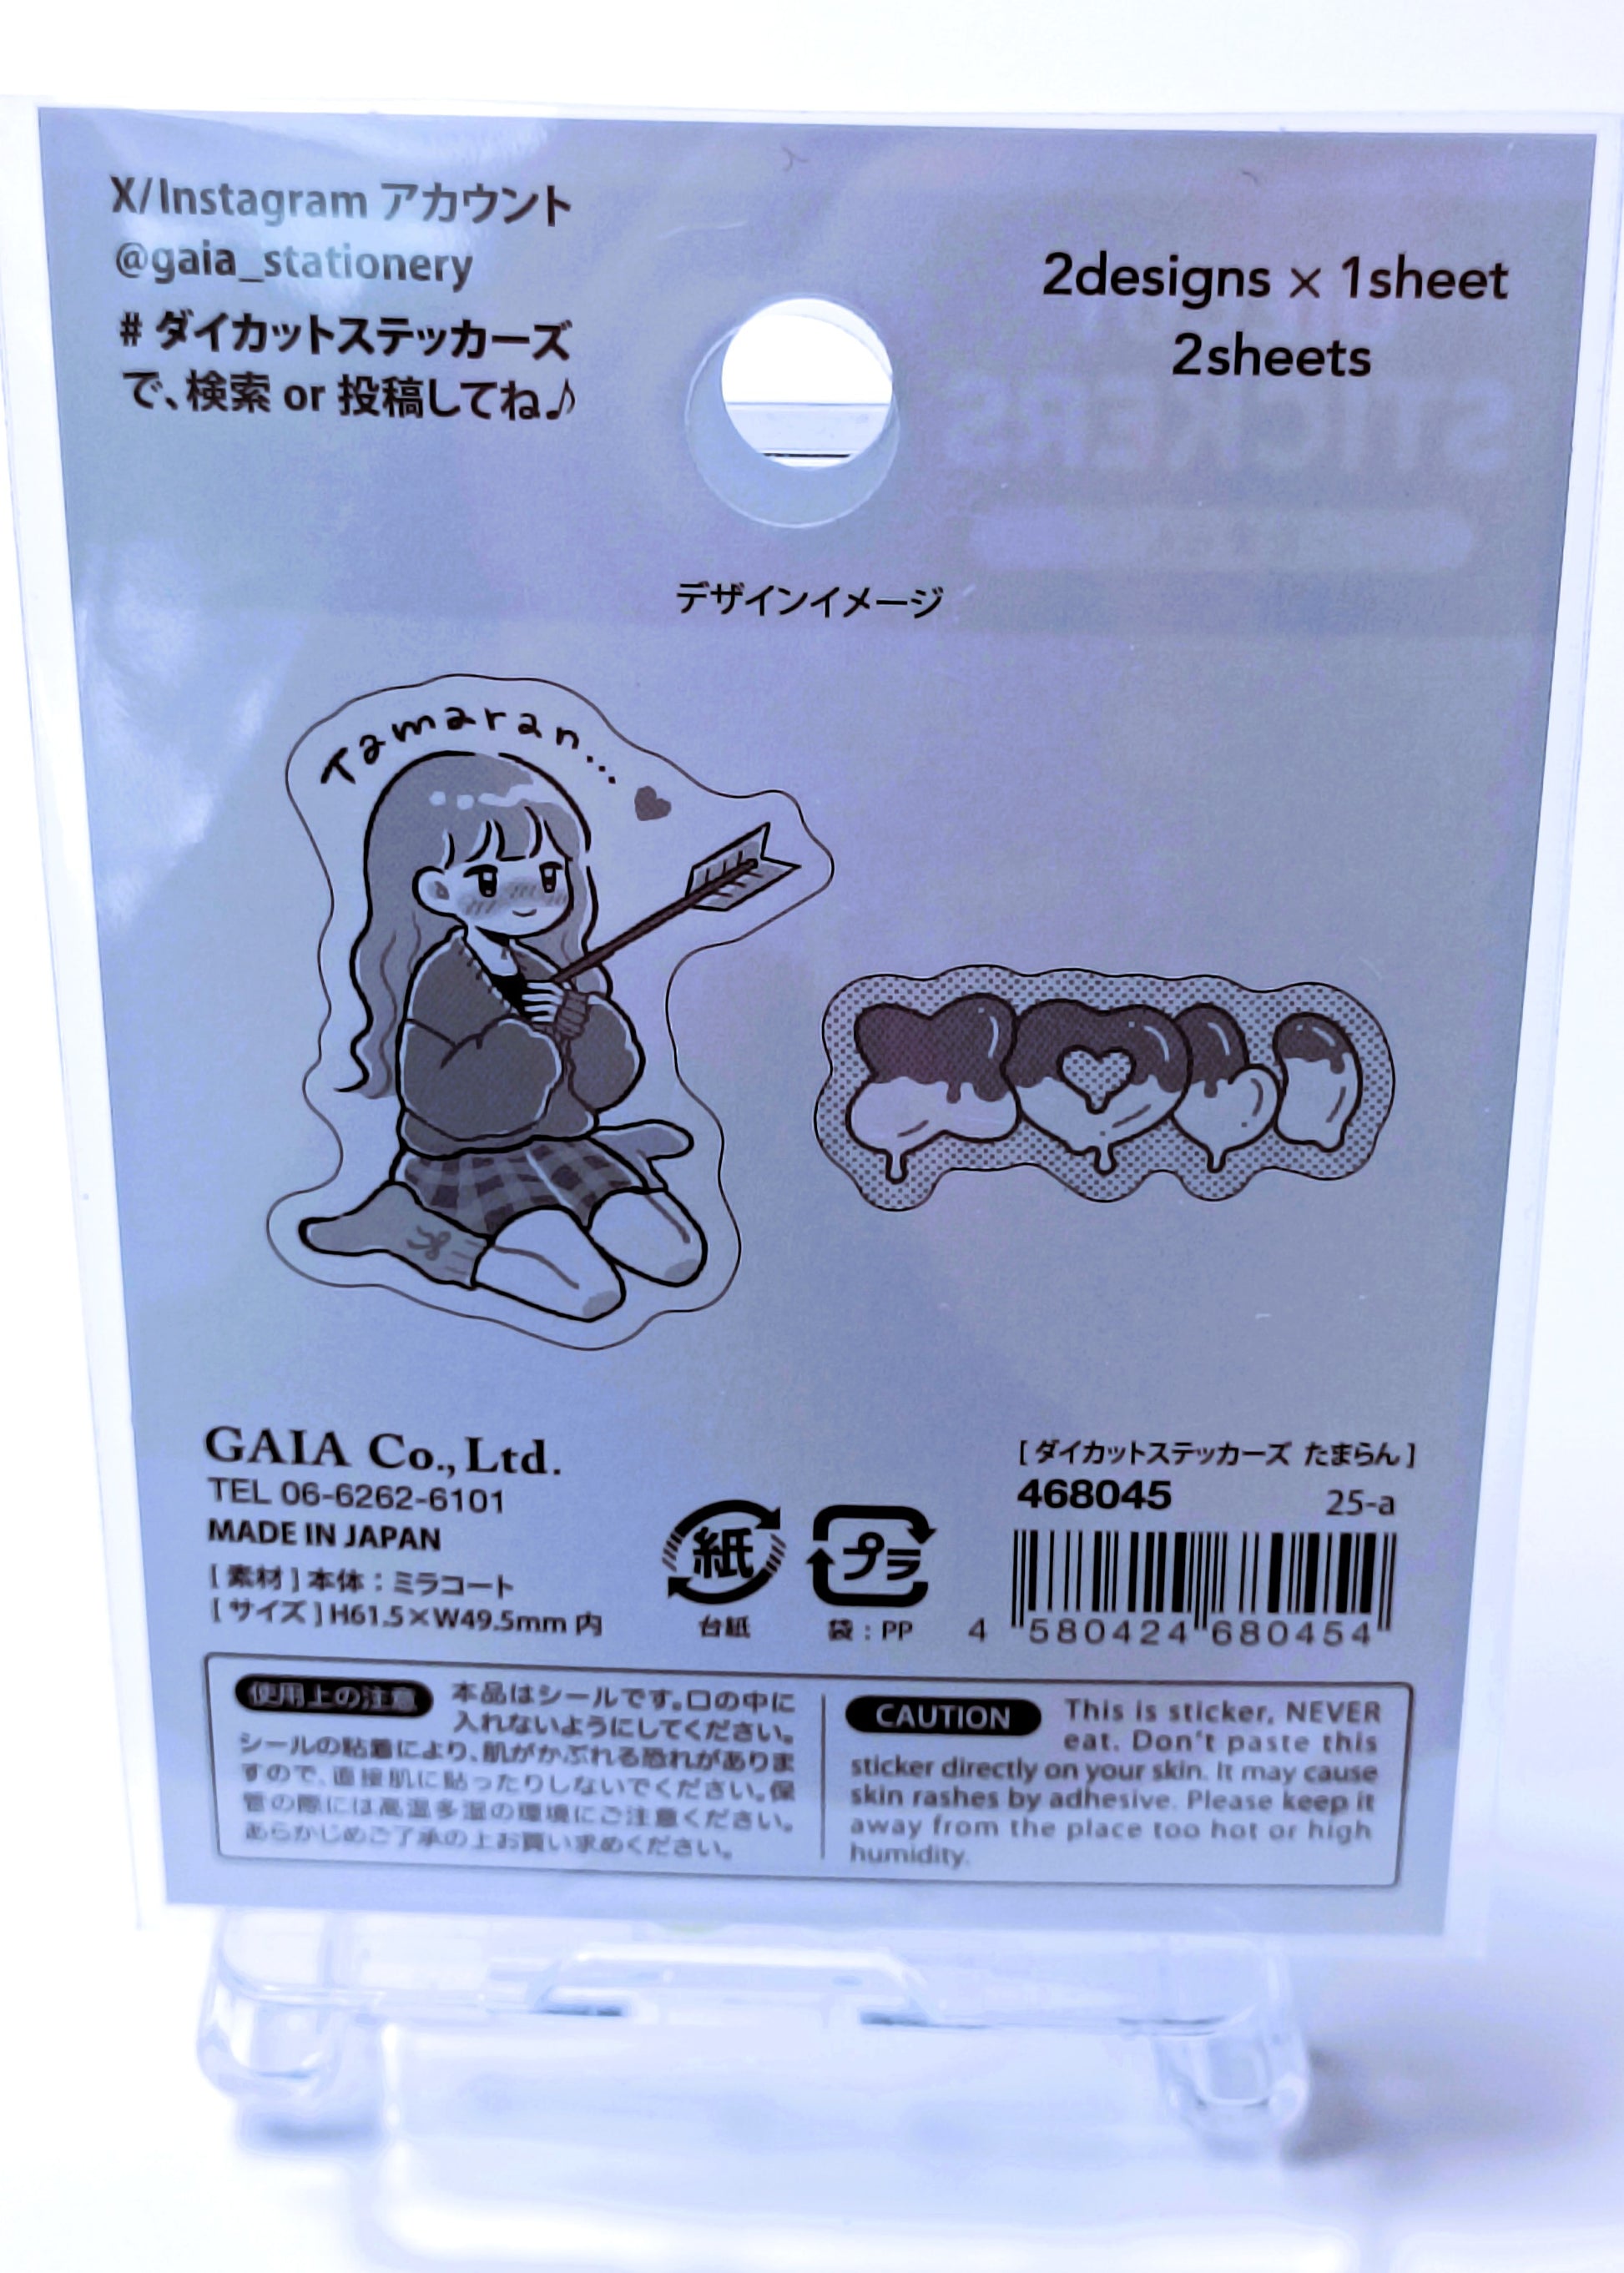 X/Instagram アカウント
@gaia_stationery
# ダイカットステッカーズ
で、検索 or 投稿してね♪
2designs × 1sheet
2sheets
STICKERS
デザインイメージ
Tamaran...
GAIA Co., Ltd.
TEL 06-6262-6101
MADE IN JAPAN
[ 素材 ] 本体 : ミラコート
[ サイズ ] H61.5×W49.5mm 内
紙
台紙
プラ
袋 : PP
[ ダイカットステッカーズ たまらん ]
468045
25-a
4 580424 680454
使用上の注意
本品はシールです。口の中に
入れないようにしてください。
シールの粘着により、肌がかぶれる恐れがありま
すので、直接肌に貼ったりしないでください。保
管の際には高温多湿の環境にご注意ください。
あらかじめご了承の上お買い求めください。
CAUTION
This is sticker, NEVER
eat. Don't paste this
sticker directly on your skin. It may cause
skin rashes by adhesive. Please keep it
away from the place too hot or high
humidity.